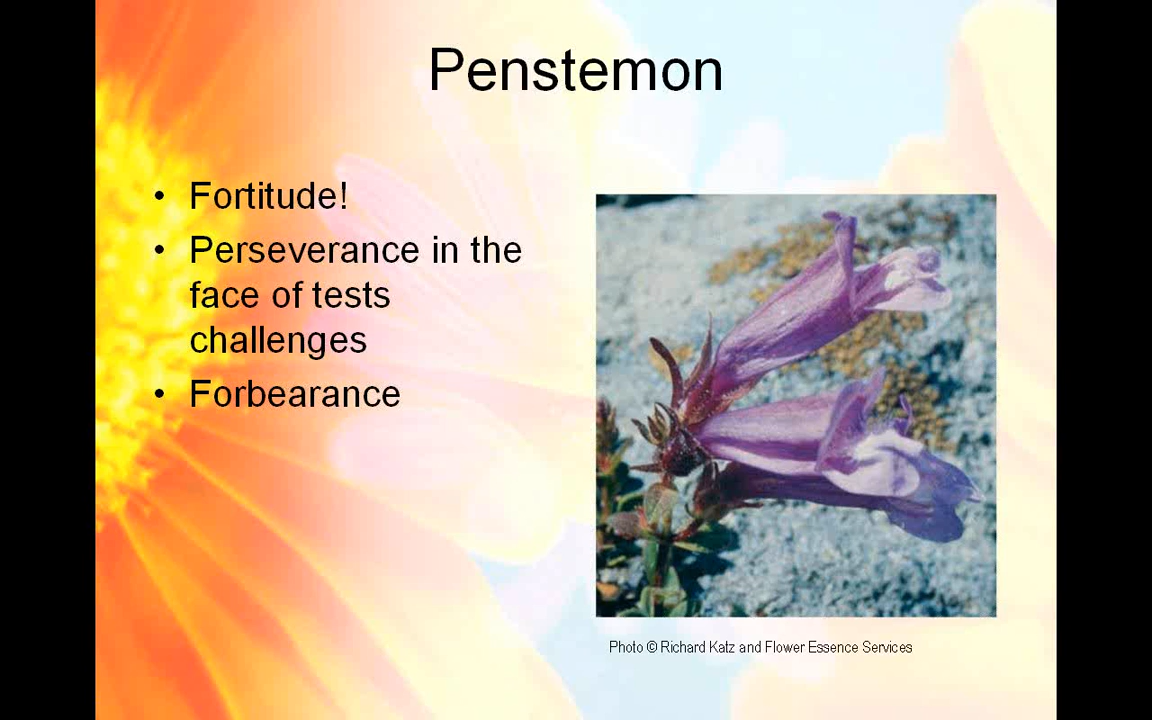 Penstemon
• Fortitude!
• Perseverance in the
face of tests
challenges
• Forbearance
Photo © Richard Katz and Flower Essence Services